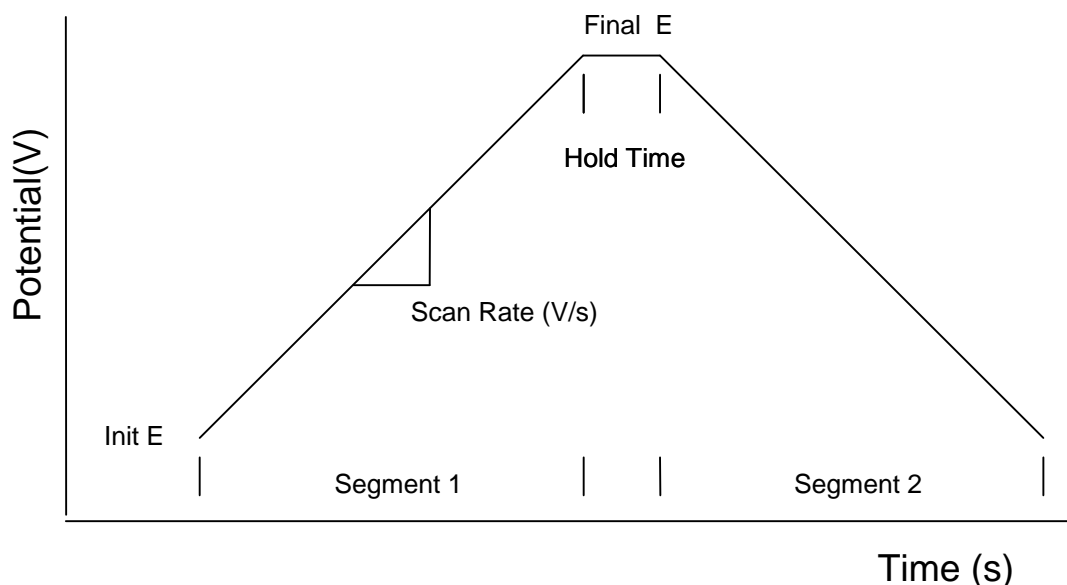 Final E
Potential(V)
Hold Time
Scan Rate (V/s)
Init E
Segment 1
Segment 2
Time (s)